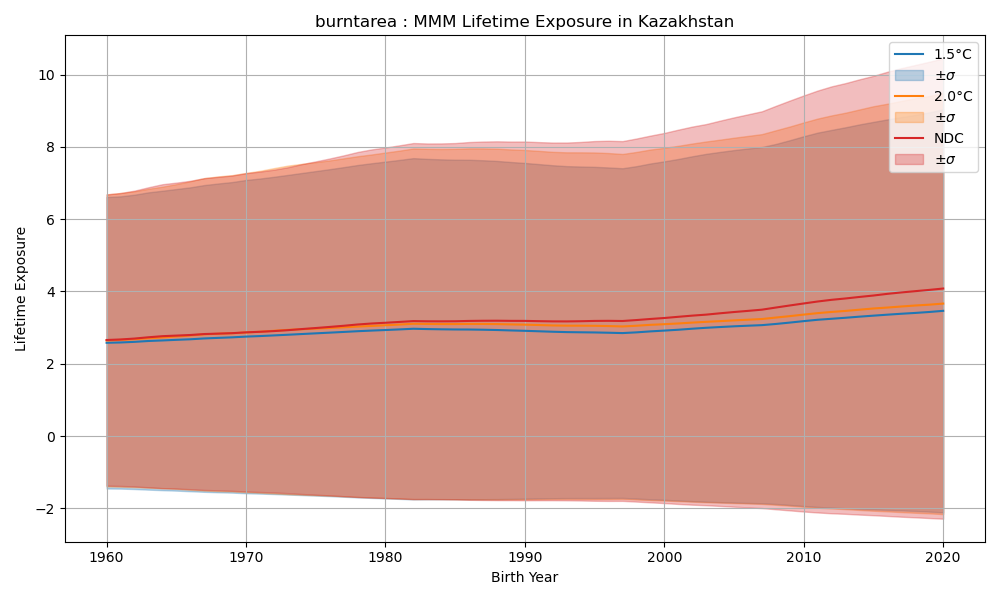 burntarea : MMM Lifetime Exposure in Kazakhstan
Lifetime Exposure
10
8
6
4
2
0
−2
1960
1970
1980
1990
2000
2010
2020
Birth Year
1.5°C
±σ
2.0°C
±σ
NDC
±σ